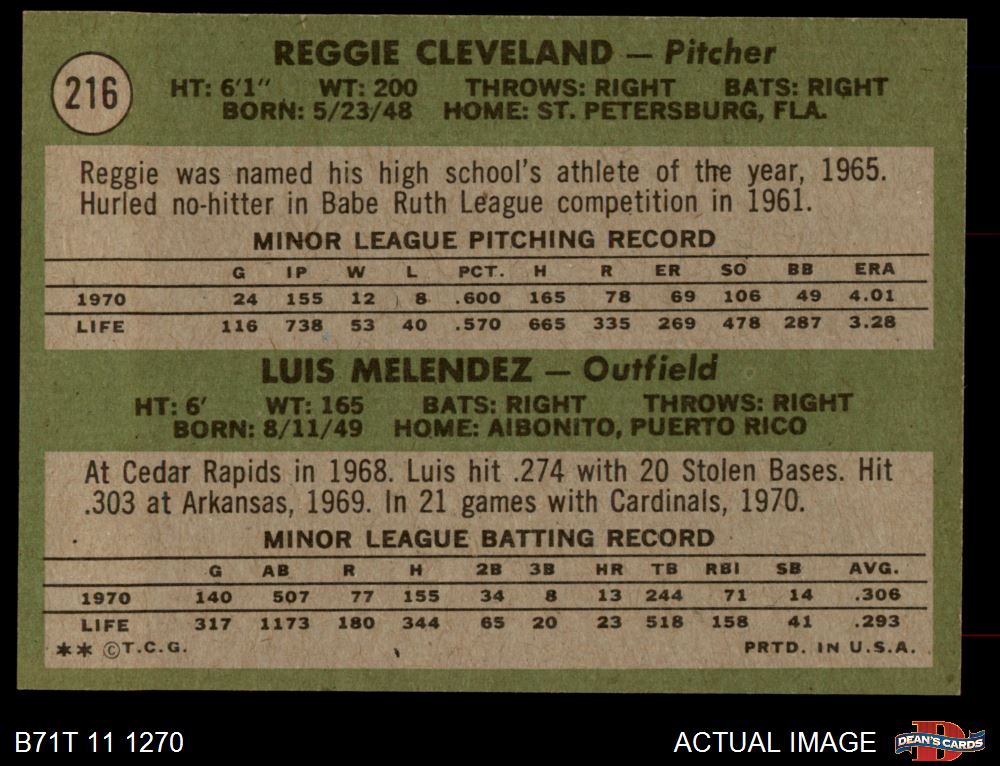 REGGIE CLEVELAND — Pitcher
216
HT: 6'1" WT: 200 THROWS: RIGHT BATS: RIGHT
BORN: 5/23/48 HOME: ST. PETERSBURG, FLA.
Reggie was named his high school's athlete of the year, 1965.
Hurled no-hitter in Babe Ruth League competition in 1961.
MINOR LEAGUE PITCHING RECORD
G IP W L PCT. H R ER SO BB ERA
1970 24 155 12 8 .600 165 78 69 106 49 4.01
LIFE 116 738 53 40 .570 665 335 269 478 287 3.28
LUIS MELENDEZ — Outfield
HT: 6' WT: 165 BATS: RIGHT THROWS: RIGHT
BORN: 8/11/49 HOME: AIBONITO, PUERTO RICO
At Cedar Rapids in 1968. Luis hit .274 with 20 Stolen Bases. Hit
.303 at Arkansas, 1969. In 21 games with Cardinals, 1970.
MINOR LEAGUE BATTING RECORD
G AB R H 2B 3B HR TB RBI SB AVG.
1970 140 507 77 155 34 8 13 244 71 14 .306
LIFE 317 1173 180 344 65 20 23 518 158 41 .293
** ©T.C.G. PRTD. IN U.S.A.
B71T 11 1270 ACTUAL IMAGE DEAN'S CARDS